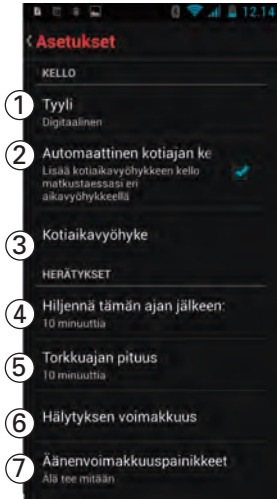 12.14
Asetukset
KELLO
1 Tyyli
Digitaalinen
2 Automaattinen kotiajan ke
Lisää kotiaikavyöhykkeen kello
matkustaessasi eri
aikavyöhykkeellä
3 Kotiaikavyöhyke
HERÄTYKSET
4 Hiljennä tämän ajan jälkeen:
10 minuuttia
5 Torkkuajan pituus
10 minuuttia
6 Hälytyksen voimakkuus
7 Äänenvoimakkuuspainikkeet
Älä tee mitään